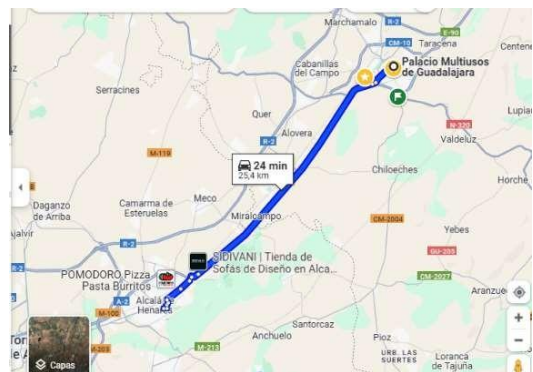 Marchamalo
R-2
E-90
CM-10
Taracena
Centene
Cabanillas
del Campo
Palacio Multiusos
de Guadalajara
Serracines
Quer
Lupia
N-320
Valdeluz
R-2
Alovera
M-119
24 min
25,4 km
Chiloeches
Horche
Daganzo
de Arriba
Camarma de
Esteruelas
Meco
Miralcampo
CM-2004
Yebes
Ajalvir
R-2
GU-205
SIDIVANI | Tienda de
Sofás de Diseño en Alca...
POMODORO Pizza
Pasta Burritos
CM-2027
Aranzue
A-2
Alcalá de
Henares
M-100
Santorcaz
Anchuelo
Pioz
M-203
M-213
URB. LAS
SUERTES
Loranca
de Tajuña
Capas